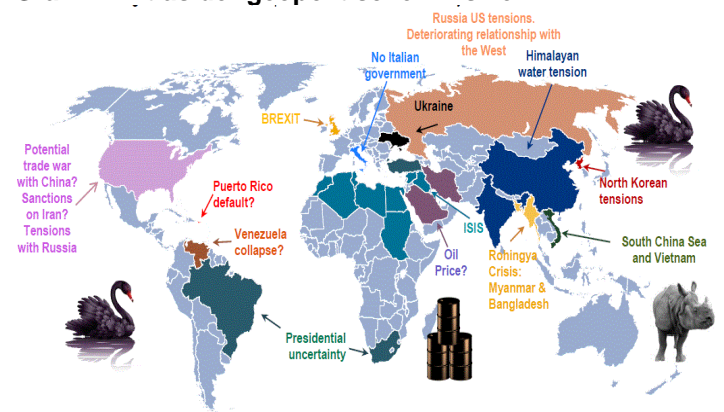 Russia US tensions.
Deteriorating relationship with
the West
No Italian
government
Himalayan
water tension
BREXIT
Ukraine
Potential
trade war
with China?
Sanctions
on Iran?
Tensions
with Russia
Puerto Rico
default?
North Korean
tensions
Venezuela
collapse?
ISIS
Oil
Price?
Rohingya
Crisis:
Myanmar &
Bangladesh
South China Sea
and Vietnam
Presidential
uncertainty